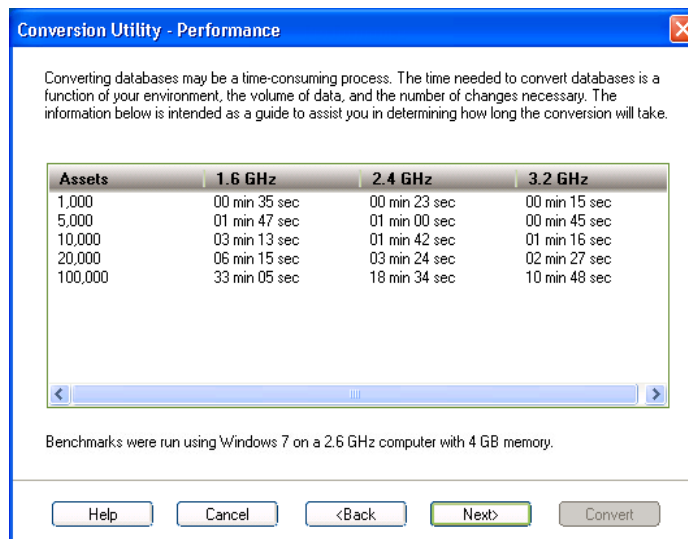 Conversion Utility - Performance
Converting databases may be a time-consuming process. The time needed to convert databases is a
function of your environment, the volume of data, and the number of changes necessary. The
information below is intended as a guide to assist you in determining how long the conversion will take.
Assets 1.6 GHz 2.4 GHz 3.2 GHz
1,000 00 min 35 sec 00 min 23 sec 00 min 15 sec
5,000 01 min 47 sec 01 min 00 sec 00 min 45 sec
10,000 03 min 13 sec 01 min 42 sec 01 min 16 sec
20,000 06 min 15 sec 03 min 24 sec 02 min 27 sec
100,000 33 min 05 sec 18 min 34 sec 10 min 48 sec
Benchmarks were run using Windows 7 on a 2.6 GHz computer with 4 GB memory.
Help Cancel <Back Next> Convert